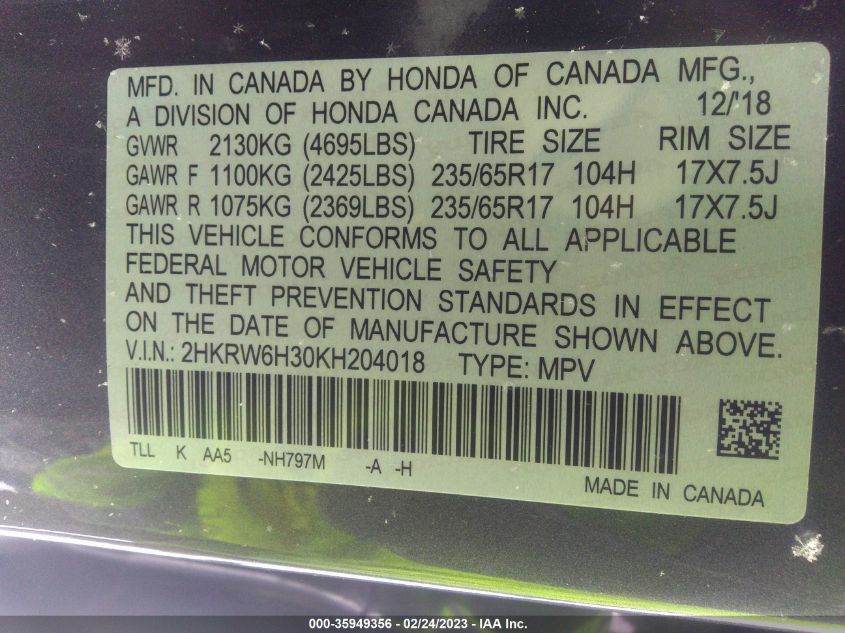 MFD. IN CANADA BY HONDA OF CANADA MFG.,
A DIVISION OF HONDA CANADA INC. 12/'18
GVWR 2130KG (4695LBS) TIRE SIZE RIM SIZE
GAWR F 1100KG (2425LBS) 235/65R17 104H 17X7.5J
GAWR R 1075KG (2369LBS) 235/65R17 104H 17X7.5J
THIS VEHICLE CONFORMS TO ALL APPLICABLE
FEDERAL MOTOR VEHICLE SAFETY
AND THEFT PREVENTION STANDARDS IN EFFECT
ON THE DATE OF MANUFACTURE SHOWN ABOVE.
V.I.N.: 2HKRW6H30KH204018 TYPE: MPV
TLL K AA5 -NH797M -A -H
MADE IN CANADA
000-35949356 - 02/24/2023 - IAA Inc.